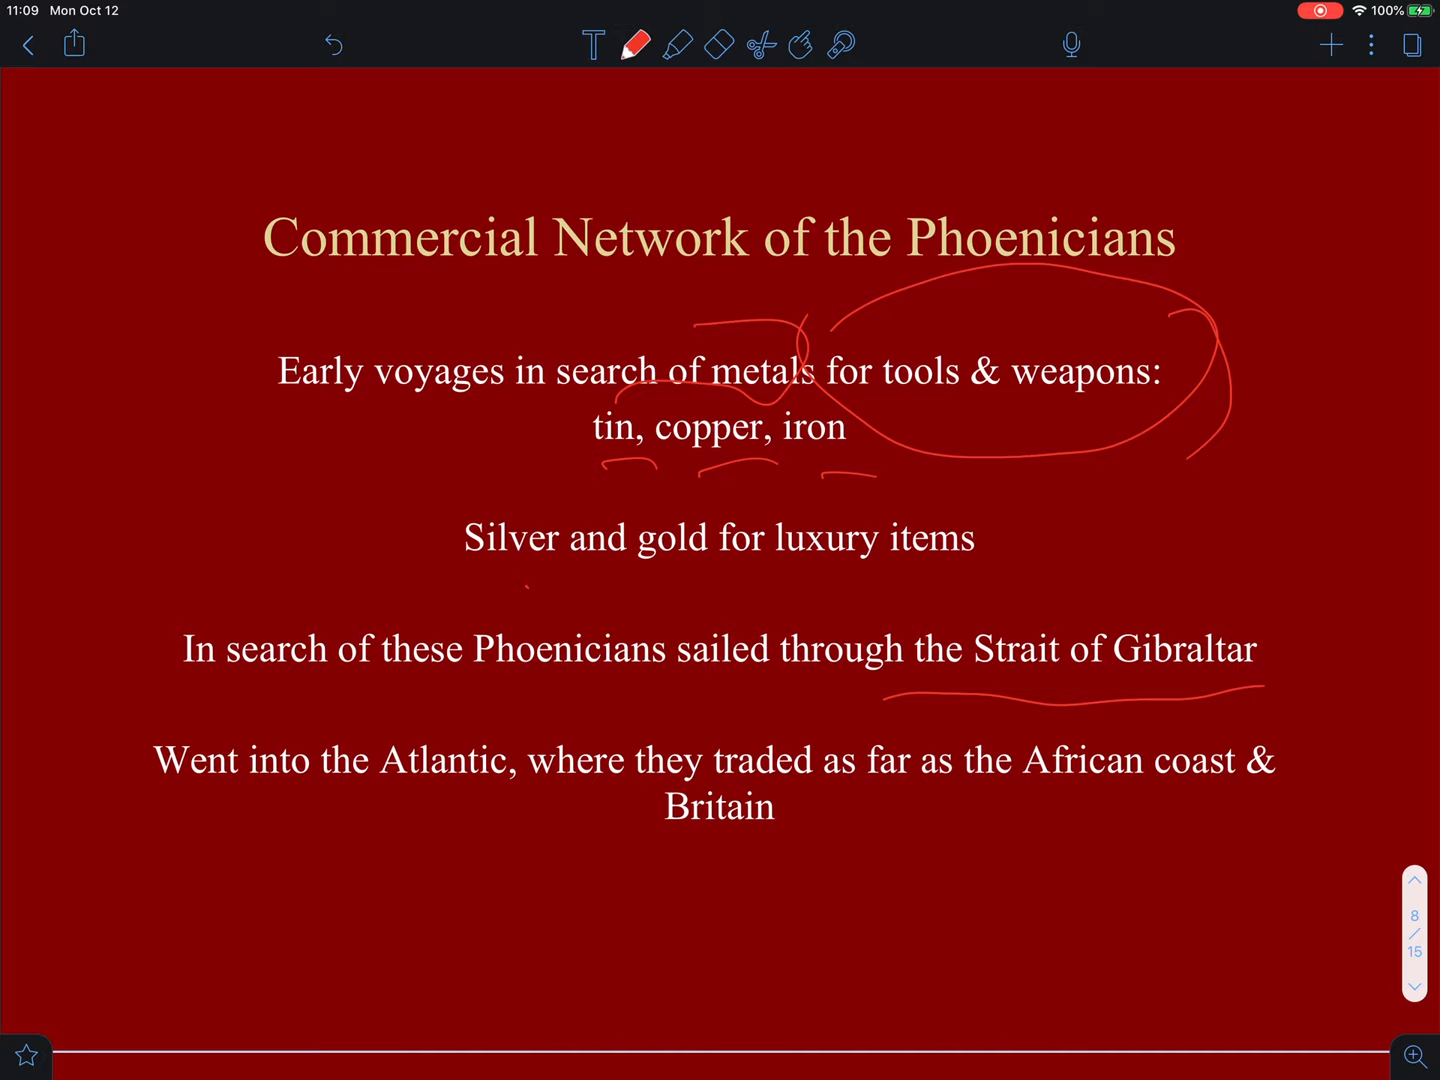 11:09 Mon Oct 12
100%
Commercial Network of the Phoenicians
Early voyages in search of metals for tools & weapons:
tin, copper, iron
Silver and gold for luxury items
In search of these Phoenicians sailed through the Strait of Gibraltar
Went into the Atlantic, where they traded as far as the African coast &
Britain
8
/
15